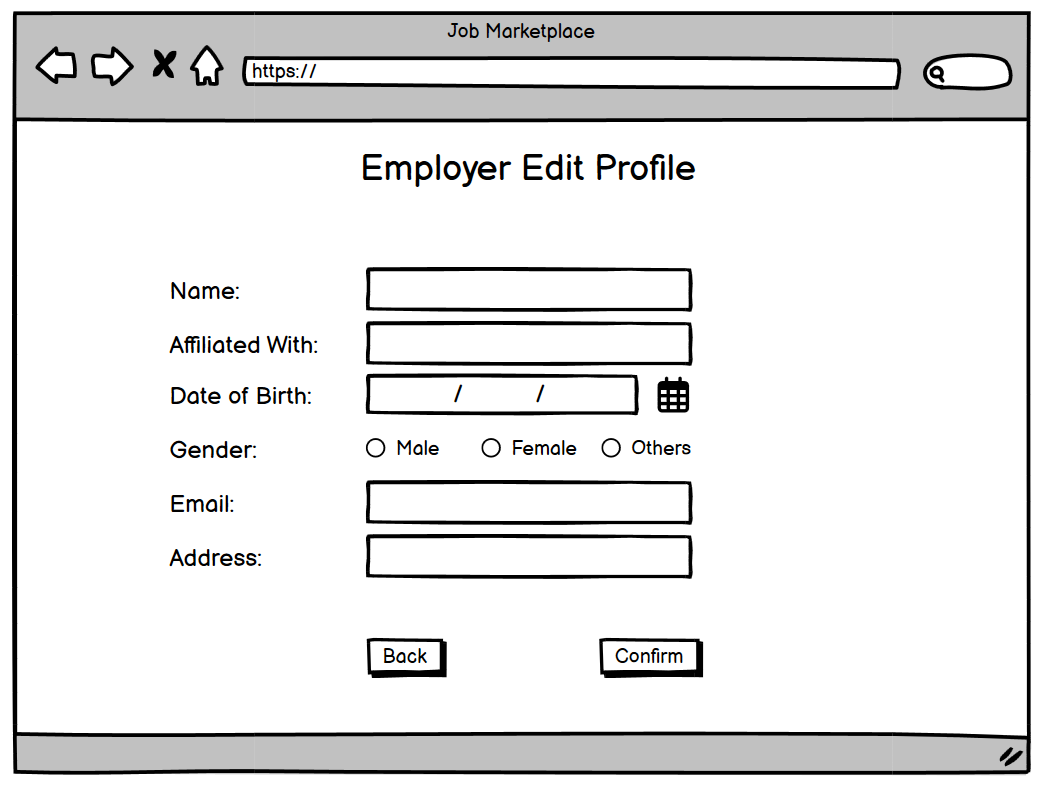 Job Marketplace
https://
Employer Edit Profile
Name:
Affiliated With:
Date of Birth: / /
Gender: Male Female Others
Email:
Address:
Back Confirm